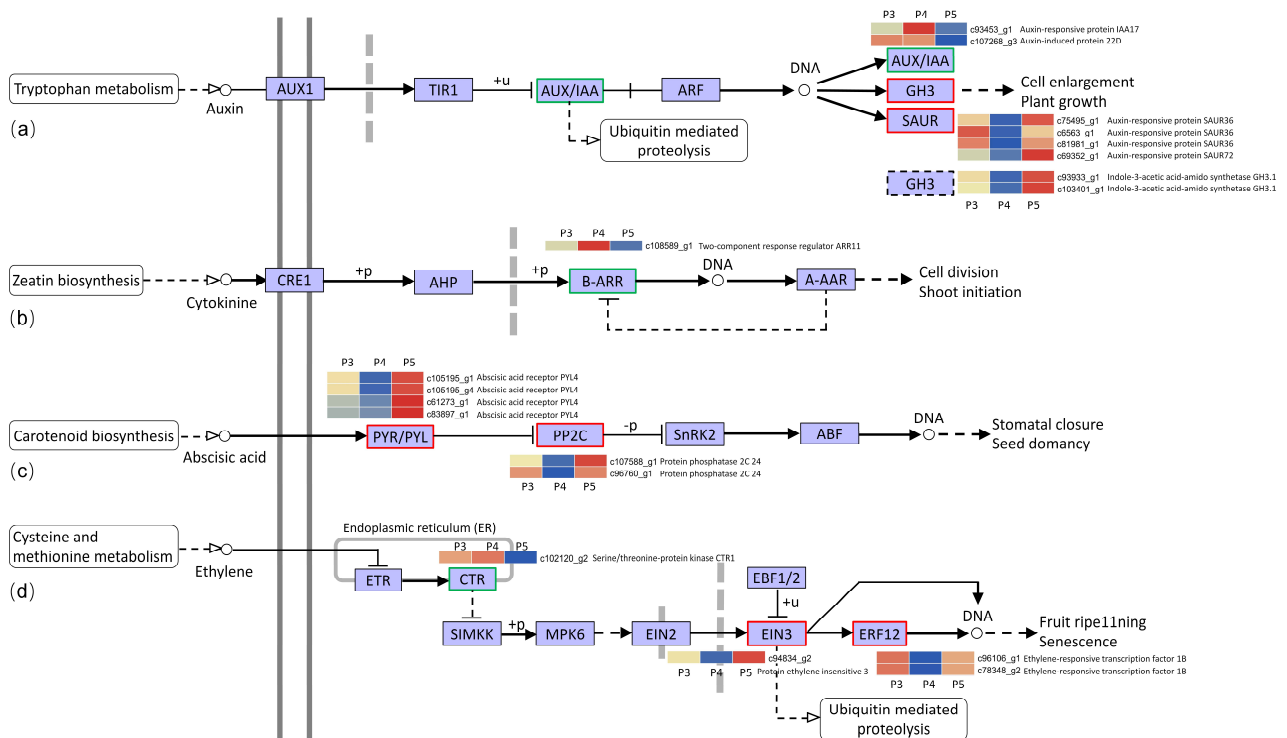 P3 P4 P5
c93453_g1 Auxin-responsive protein IAA17
c107268_g3 Auxin-induced protein 22D
Tryptophan metabolism
Auxin
AUX1
TIR1
+u
AUX/IAA
ARF
DNA
AUX/IAA
GH3
SAUR
Cell enlargement
Plant growth
(a)
Ubiquitin mediated
proteolysis
c75495_g1 Auxin-responsive protein SAUR36
c6563_g1 Auxin-responsive protein SAUR36
c81981_g1 Auxin-responsive protein SAUR36
c69352_g1 Auxin-responsive protein SAUR72
GH3
c93933_g1 Indole-3-acetic acid-amido synthetase GH3.1
c103401_g1 Indole-3-acetic acid-amido synthetase GH3.1
P3 P4 P5
P3 P4 P5
c108589_g1 Two-component response regulator ARR11
Zeatin biosynthesis
Cytokinine
CRE1
+p
AHP
+p
B-ARR
DNA
A-AAR
Cell division
Shoot initiation
(b)
P3 P4 P5
c105195_g1 Abscisic acid receptor PYL4
c106196_g4 Abscisic acid receptor PYL4
c61273_g1 Abscisic acid receptor PYL4
c83897_g1 Abscisic acid receptor PYL4
Carotenoid biosynthesis
Abscisic acid
PYR/PYL
PP2C
-p
SnRK2
ABF
DNA
Stomatal closure
Seed domancy
(c)
c107588_g1 Protein phosphatase 2C 24
c96760_g1 Protein phosphatase 2C 24
P3 P4 P5
Cysteine and
methionine metabolism
Ethylene
(d)
Endoplasmic reticulum (ER)
P3 P4 P5
c102120_g2 Serine/threonine-protein kinase CTR1
ETR
CTR
EBF1/2
+u
SIMKK
+p
MPK6
EIN2
EIN3
ERF12
DNA
Fruit ripe11ning
Senescence
c94834_g2
P3 P4 P5 Protein ethylene insensitive 3
c96106_g1 Ethylene-responsive transcription factor 1B
c78348_g2 Ethylene-responsive transcription factor 1B
P3 P4 P5
Ubiquitin mediated
proteolysis